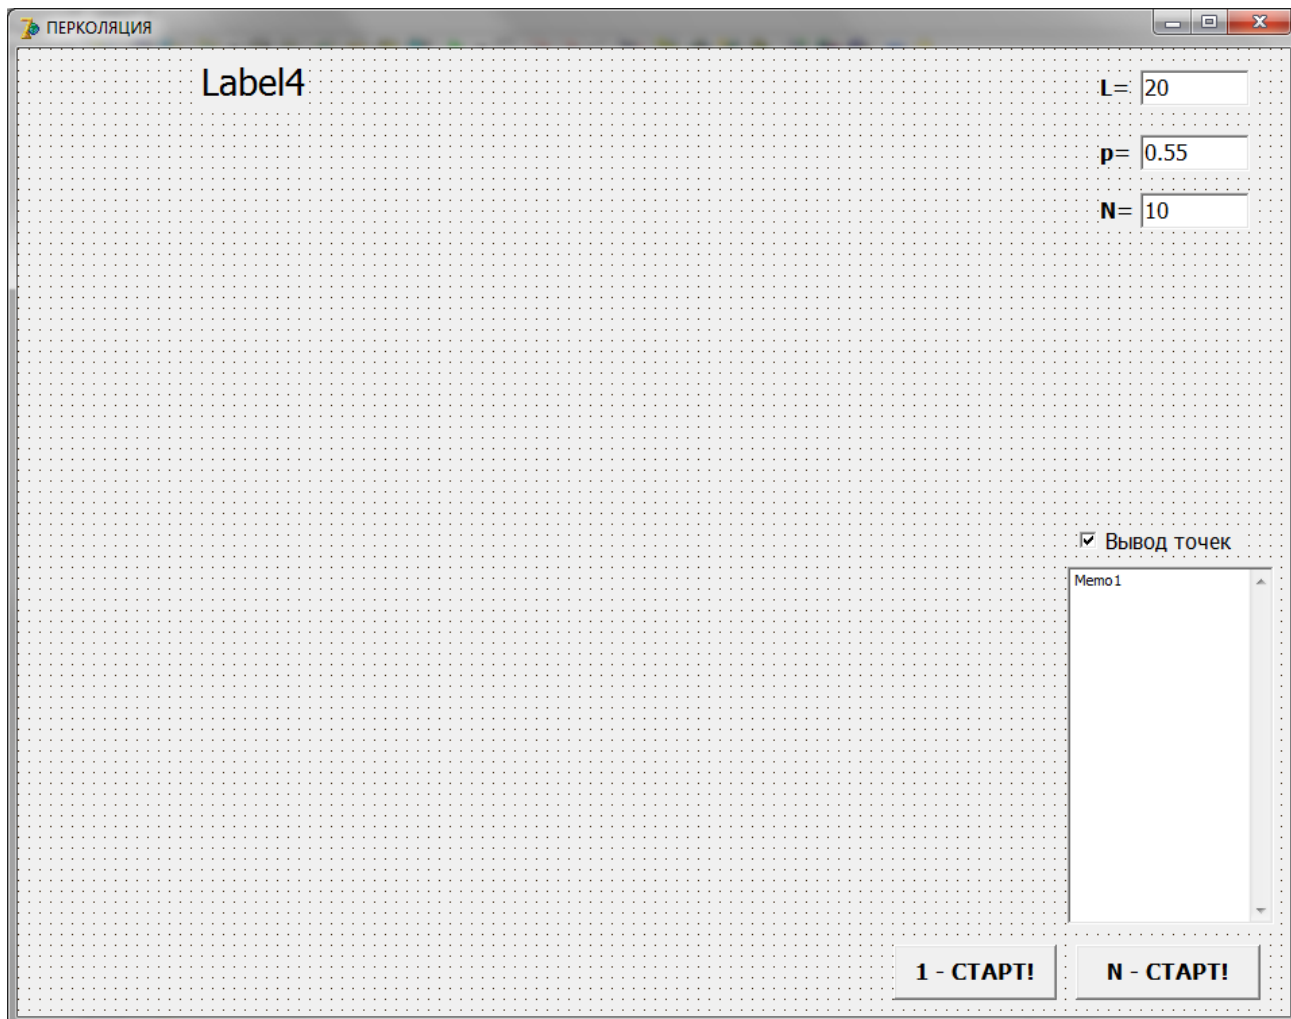 ПЕРКОЛЯЦИЯ
Label4
L= 20
p= 0.55
N= 10
Вывод точек
Memo1
1 - СТАРТ!
N - СТАРТ!